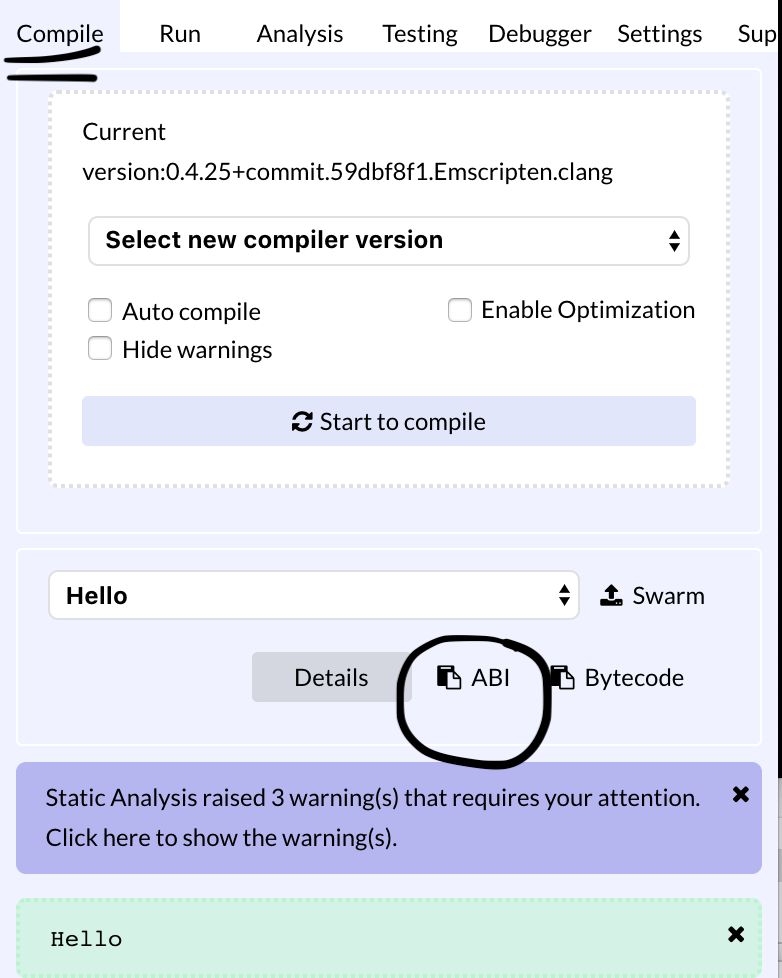 Compile Run Analysis Testing Debugger Settings Sup
Current
version:0.4.25+commit.59dbf8f1.Emscripten.clang
Select new compiler version
Auto compile Enable Optimization
Hide warnings
Start to compile
Hello Swarm
Details ABI Bytecode
Static Analysis raised 3 warning(s) that requires your attention.
Click here to show the warning(s).
Hello